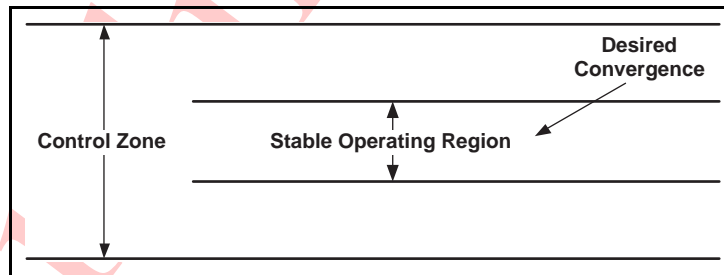 Desired
Convergence
Control Zone
Stable Operating Region